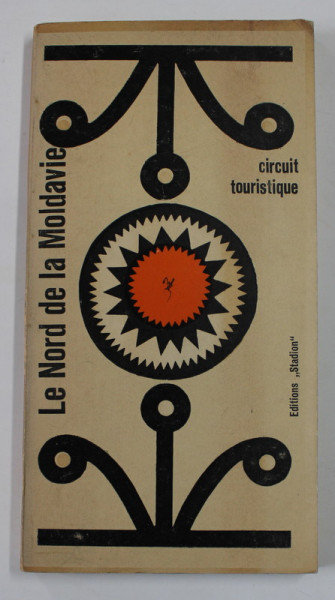 Le Nord de la Moldavie
circuit
touristique
Editions „Stadion"